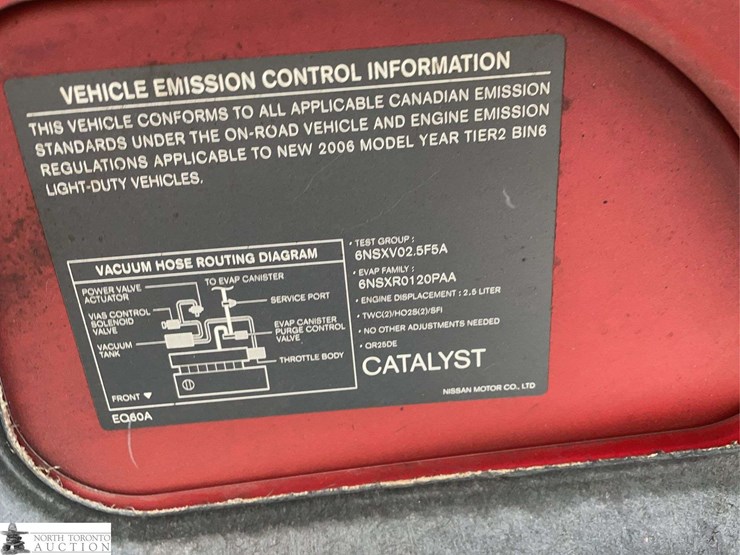 VEHICLE EMISSION CONTROL INFORMATION
THIS VEHICLE CONFORMS TO ALL APPLICABLE CANADIAN EMISSION
STANDARDS UNDER THE ON-ROAD VEHICLE AND ENGINE EMISSION
REGULATIONS APPLICABLE TO NEW 2006 MODEL YEAR TIER2 BIN6
LIGHT-DUTY VEHICLES.
VACUUM HOSE ROUTING DIAGRAM
TO EVAP CANISTER
POWER VALVE
ACTUATOR
SERVICE PORT
VIAS CONTROL
SOLENOID
VALVE
EVAP CANISTER
PURGE CONTROL
VALVE
VACUUM
TANK
THROTTLE BODY
FRONT ▼
EQ60A
• TEST GROUP :
6NSXV02.5F5A
• EVAP FAMILY :
6NSXR0120PAA
• ENGINE DISPLACEMENT : 2.5 LITER
• TWC(2)/HO2S(2)/SFI
• NO OTHER ADJUSTMENTS NEEDED
• QR25DE
CATALYST
NISSAN MOTOR CO., LTD
NORTH TORONTO
AUCTION